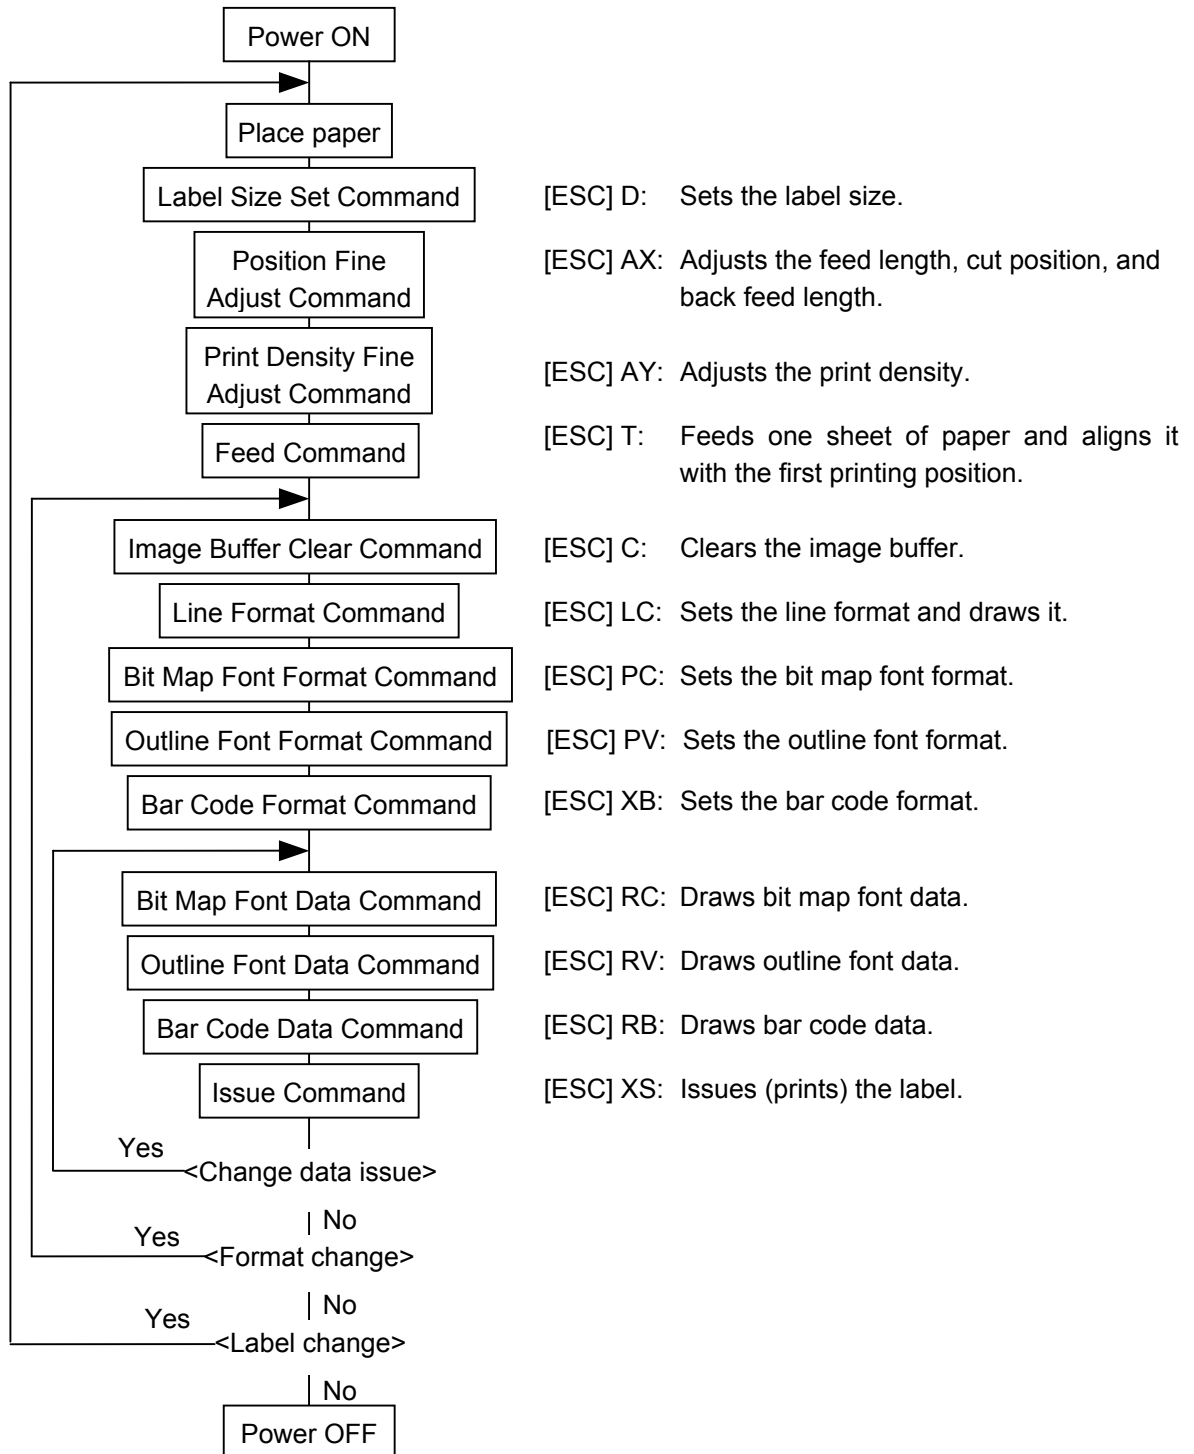 Power ON
Place paper
Label Size Set Command [ESC] D: Sets the label size.
Position Fine [ESC] AX: Adjusts the feed length, cut position, and
Adjust Command back feed length.
Print Density Fine
Adjust Command [ESC] AY: Adjusts the print density.
Feed Command [ESC] T: Feeds one sheet of paper and aligns it
with the first printing position.
Image Buffer Clear Command [ESC] C: Clears the image buffer.
Line Format Command [ESC] LC: Sets the line format and draws it.
Bit Map Font Format Command [ESC] PC: Sets the bit map font format.
Outline Font Format Command [ESC] PV: Sets the outline font format.
Bar Code Format Command [ESC] XB: Sets the bar code format.
Bit Map Font Data Command [ESC] RC: Draws bit map font data.
Outline Font Data Command [ESC] RV: Draws outline font data.
Bar Code Data Command [ESC] RB: Draws bar code data.
Issue Command [ESC] XS: Issues (prints) the label.
Yes
<Change data issue>
No
Yes
<Format change>
No
Yes
<Label change>
No
Power OFF